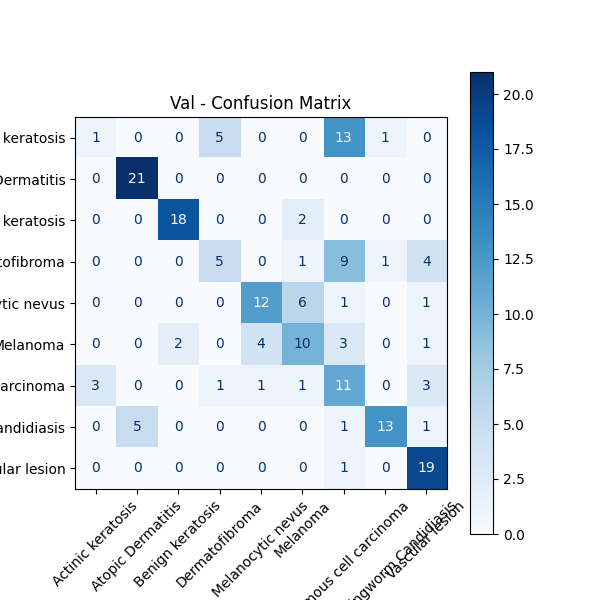 Val - Confusion Matrix
keratosis 1 0 0 5 0 0 13 1 0
Dermatitis 0 21 0 0 0 0 0 0 0
keratosis 0 0 18 0 0 2 0 0 0
tofibroma 0 0 0 5 0 1 9 1 4
ytic nevus 0 0 0 0 12 6 1 0 1
Melanoma 0 0 2 0 4 10 3 0 1
arcinoma 3 0 0 1 1 1 11 0 3
andidiasis 0 5 0 0 0 0 1 13 1
ular lesion 0 0 0 0 0 0 1 0 19
Actinic keratosis
Atopic Dermatitis
Benign keratosis
Dermatofibroma
Melanocytic nevus
Melanoma
mous cell carcinoma
ngworm Candidiasis
Vascular lesion
20.0
17.5
15.0
12.5
10.0
7.5
5.0
2.5
0.0